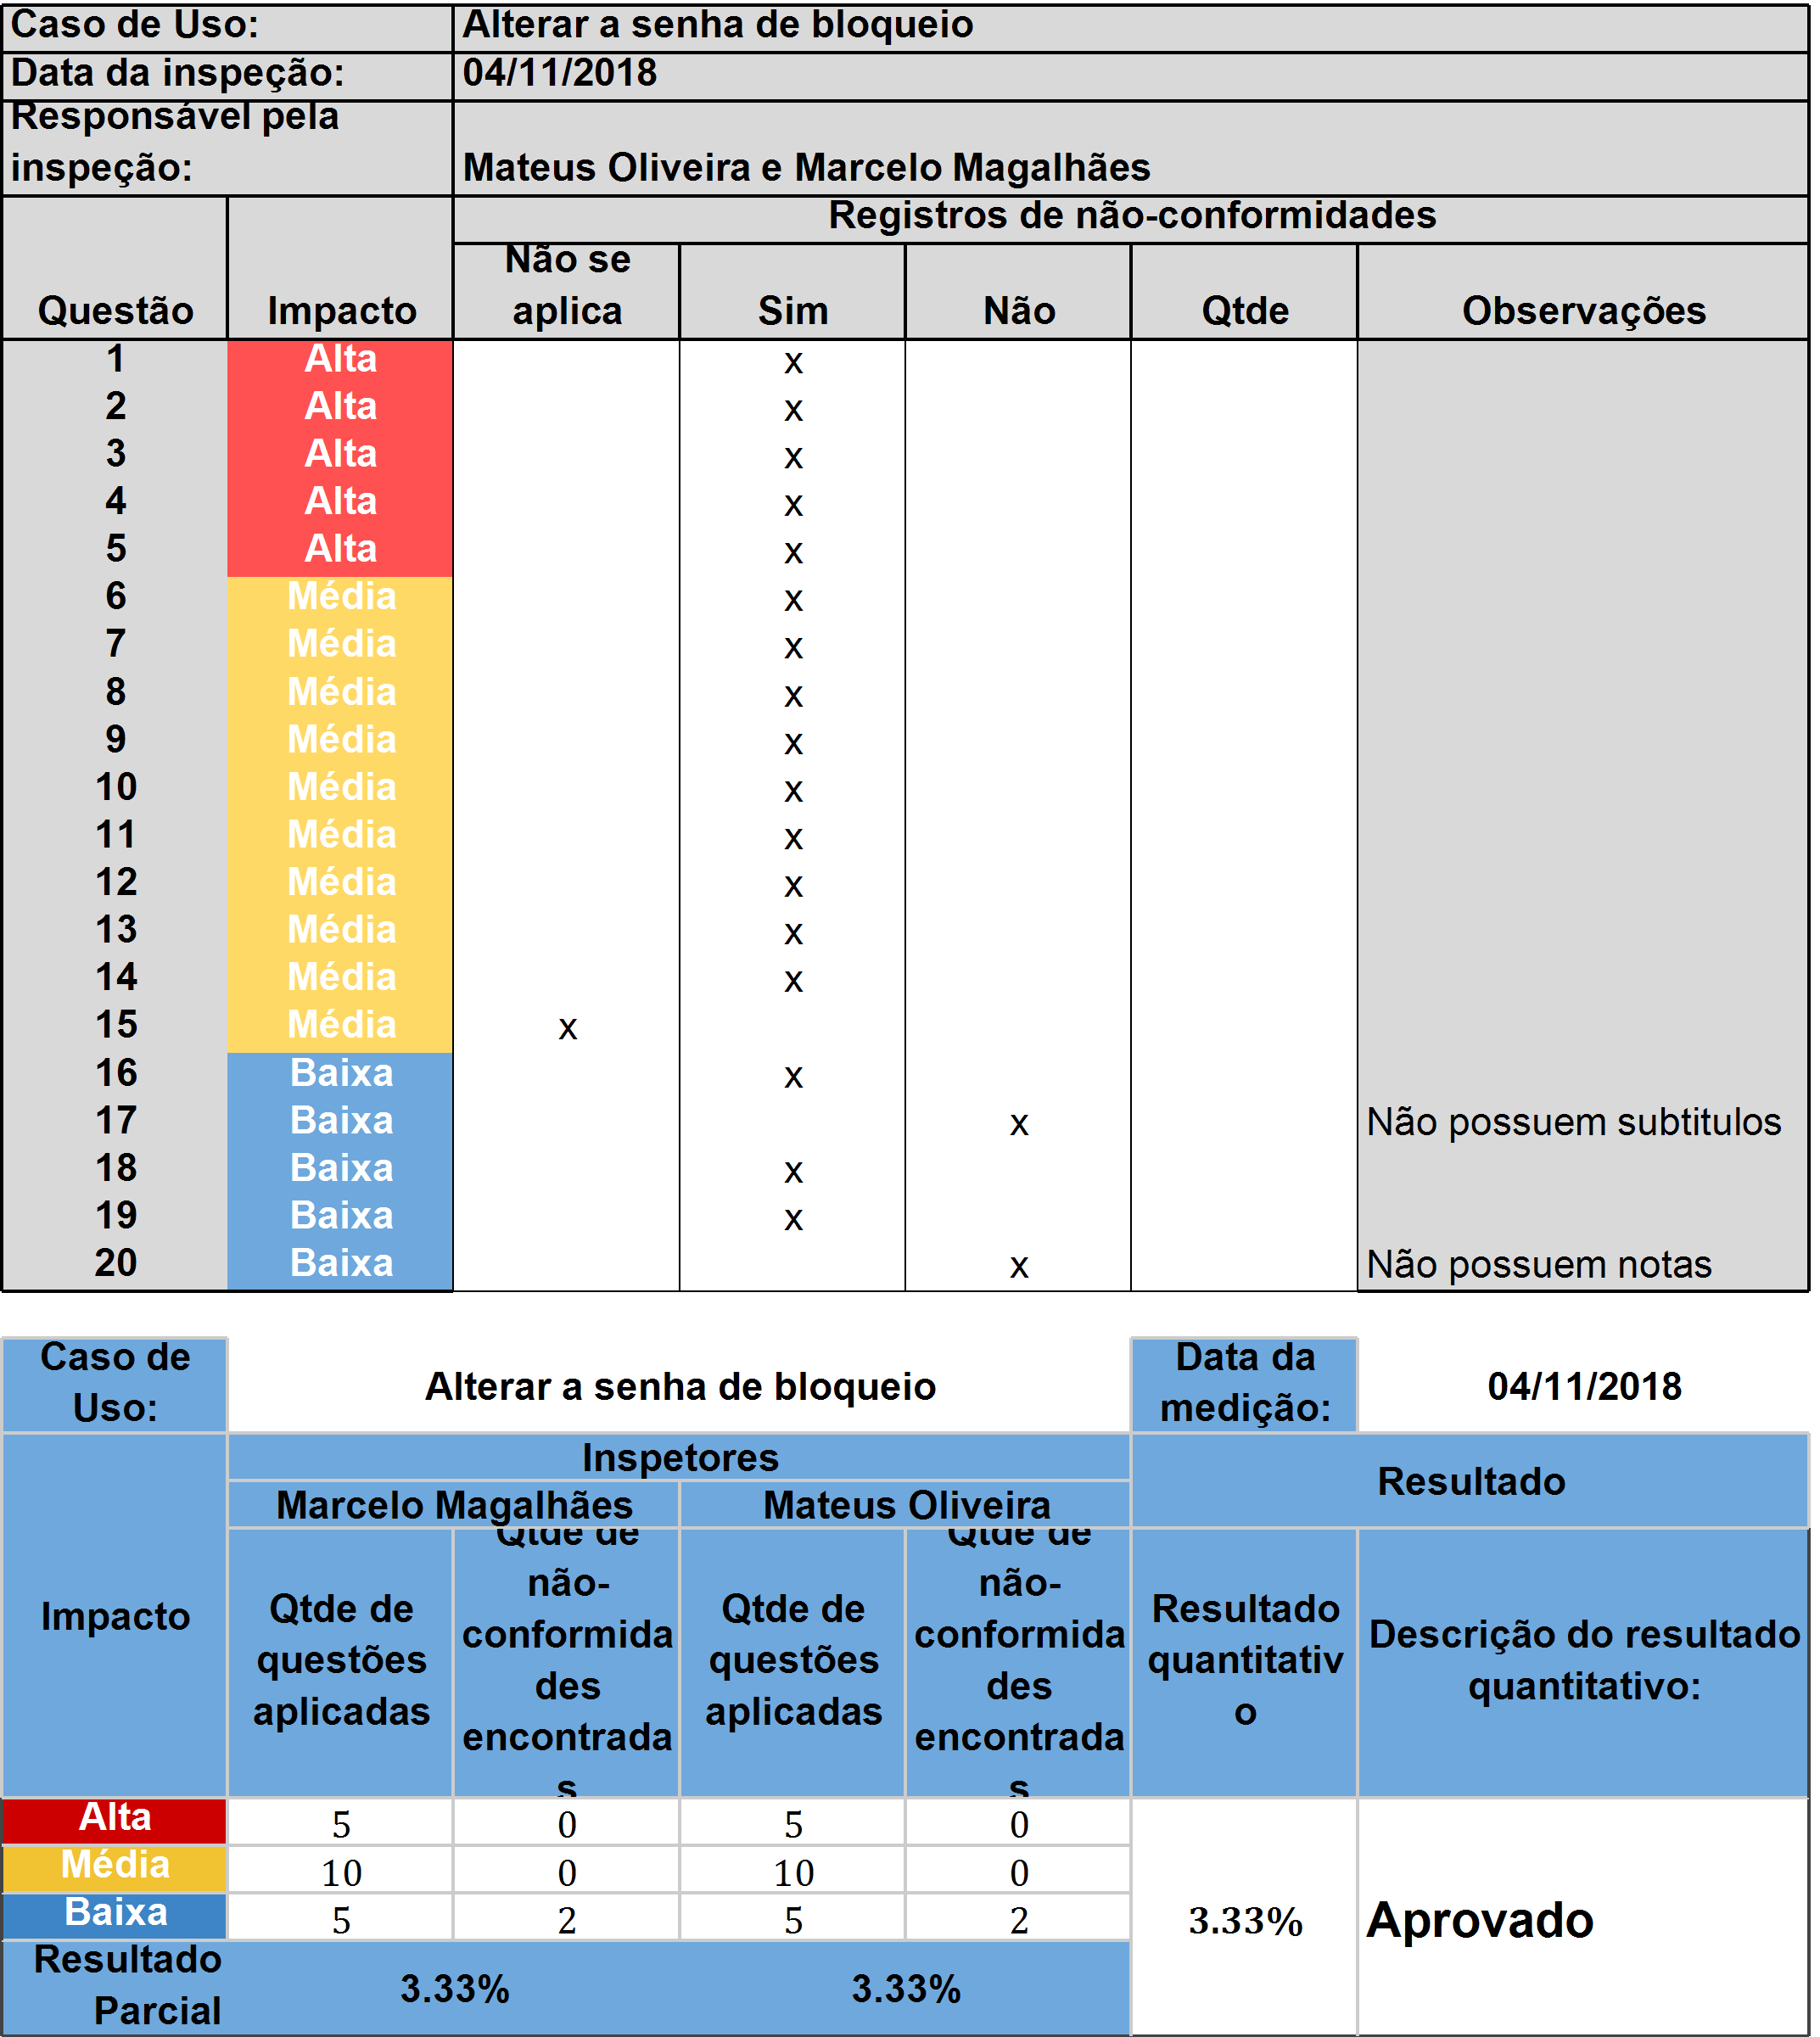 Caso de Uso: Alterar a senha de bloqueio
Data da inspeção: 04/11/2018
Responsável pela
inspeção: Mateus Oliveira e Marcelo Magalhães
Registros de não-conformidades
Questão Impacto Não se aplica Sim Não Qtde Observações
1 Alta x
2 Alta x
3 Alta x
4 Alta x
5 Alta x
6 Média x
7 Média x
8 Média x
9 Média x
10 Média x
11 Média x
12 Média x
13 Média x
14 Média x
15 Média x
16 Baixa x
17 Baixa x Não possuem subtitulos
18 Baixa x
19 Baixa x
20 Baixa x Não possuem notas
Caso de
Uso:
Alterar a senha de bloqueio
Data da
medição:
04/11/2018
Inspetores
Resultado
Marcelo Magalhães Mateus Oliveira
Impacto
Qtde de
questões
aplicadas
Qtde de
não-
conformida
des
encontrada
s
Qtde de
questões
aplicadas
Qtde de
não-
conformida
des
encontrada
s
Resultado
quantitativ
o
Descrição do resultado
quantitativo:
Alta 5 0 5 0
Média 10 0 10 0
Baixa 5 2 5 2
3.33% Aprovado
Resultado
Parcial
3.33% 3.33%